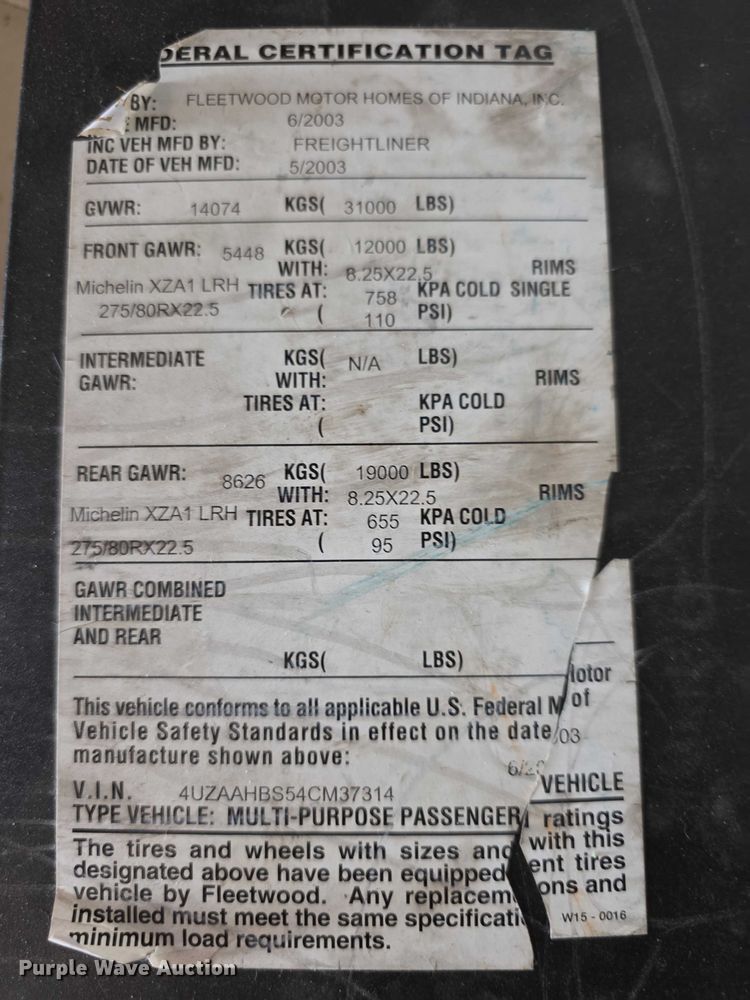 DERAL CERTIFICATION TAG
BY: FLEETWOOD MOTOR HOMES OF INDIANA, INC.
E MFD: 6/2003
INC VEH MFD BY: FREIGHTLINER
DATE OF VEH MFD: 5/2003
GVWR: 14074 KGS( 31000 LBS)
FRONT GAWR: 5448 KGS( 12000 LBS)
WITH: 8.25X22.5 RIMS
Michelin XZA1 LRH TIRES AT: 758 KPA COLD SINGLE
275/80RX22.5 ( 110 PSI)
INTERMEDIATE KGS( N/A LBS)
GAWR: WITH: RIMS
TIRES AT: KPA COLD
( PSI)
REAR GAWR: 8626 KGS( 19000 LBS)
WITH: 8.25X22.5 RIMS
Michelin XZA1 LRH TIRES AT: 655 KPA COLD
275/80RX22.5 ( 95 PSI)
GAWR COMBINED
INTERMEDIATE
AND REAR
KGS( LBS)
This vehicle conforms to all applicable U.S. Federal Motor
Vehicle Safety Standards in effect on the date of
manufacture shown above: 6/2003
V.I.N. 4UZAAHBS54CM37314
TYPE VEHICLE: MULTI-PURPOSE PASSENGER VEHICLE
The tires and wheels with sizes and ratings
designated above have been equipped with this
vehicle by Fleetwood. Any replacement tires
installed must meet the same specifications and
minimum load requirements. W15 - 0016
Purple Wave Auction